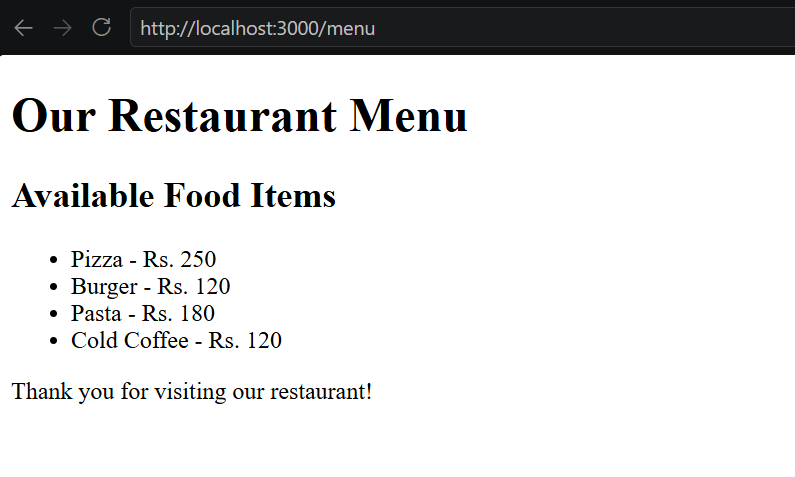 http://localhost:3000/menu
Our Restaurant Menu
Available Food Items
• Pizza - Rs. 250
• Burger - Rs. 120
• Pasta - Rs. 180
• Cold Coffee - Rs. 120
Thank you for visiting our restaurant!